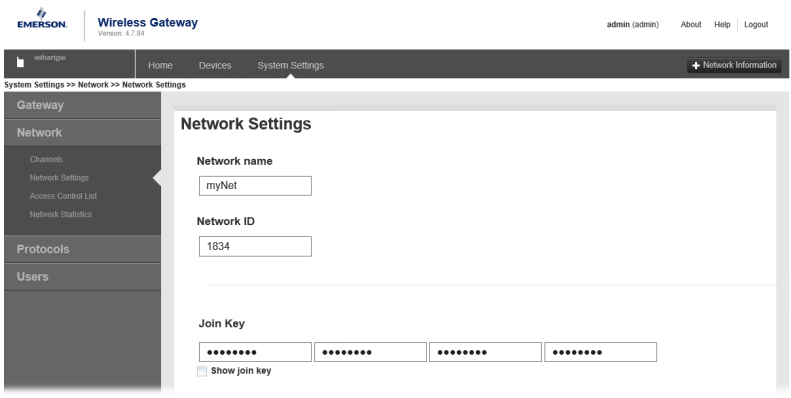 EMERSON.
Wireless Gateway
Version: 4.7.84
admin (admin) About Help Logout
wihartgw
Home Devices System Settings
+ Network Information
System Settings >> Network >> Network Settings
Gateway
Network
Channels
Network Settings
Access Control List
Network Statistics
Protocols
Users
Network Settings
Network name
myNet
Network ID
1834
Join Key
●●●●●●●● ●●●●●●●● ●●●●●●●● ●●●●●●●●
Show join key